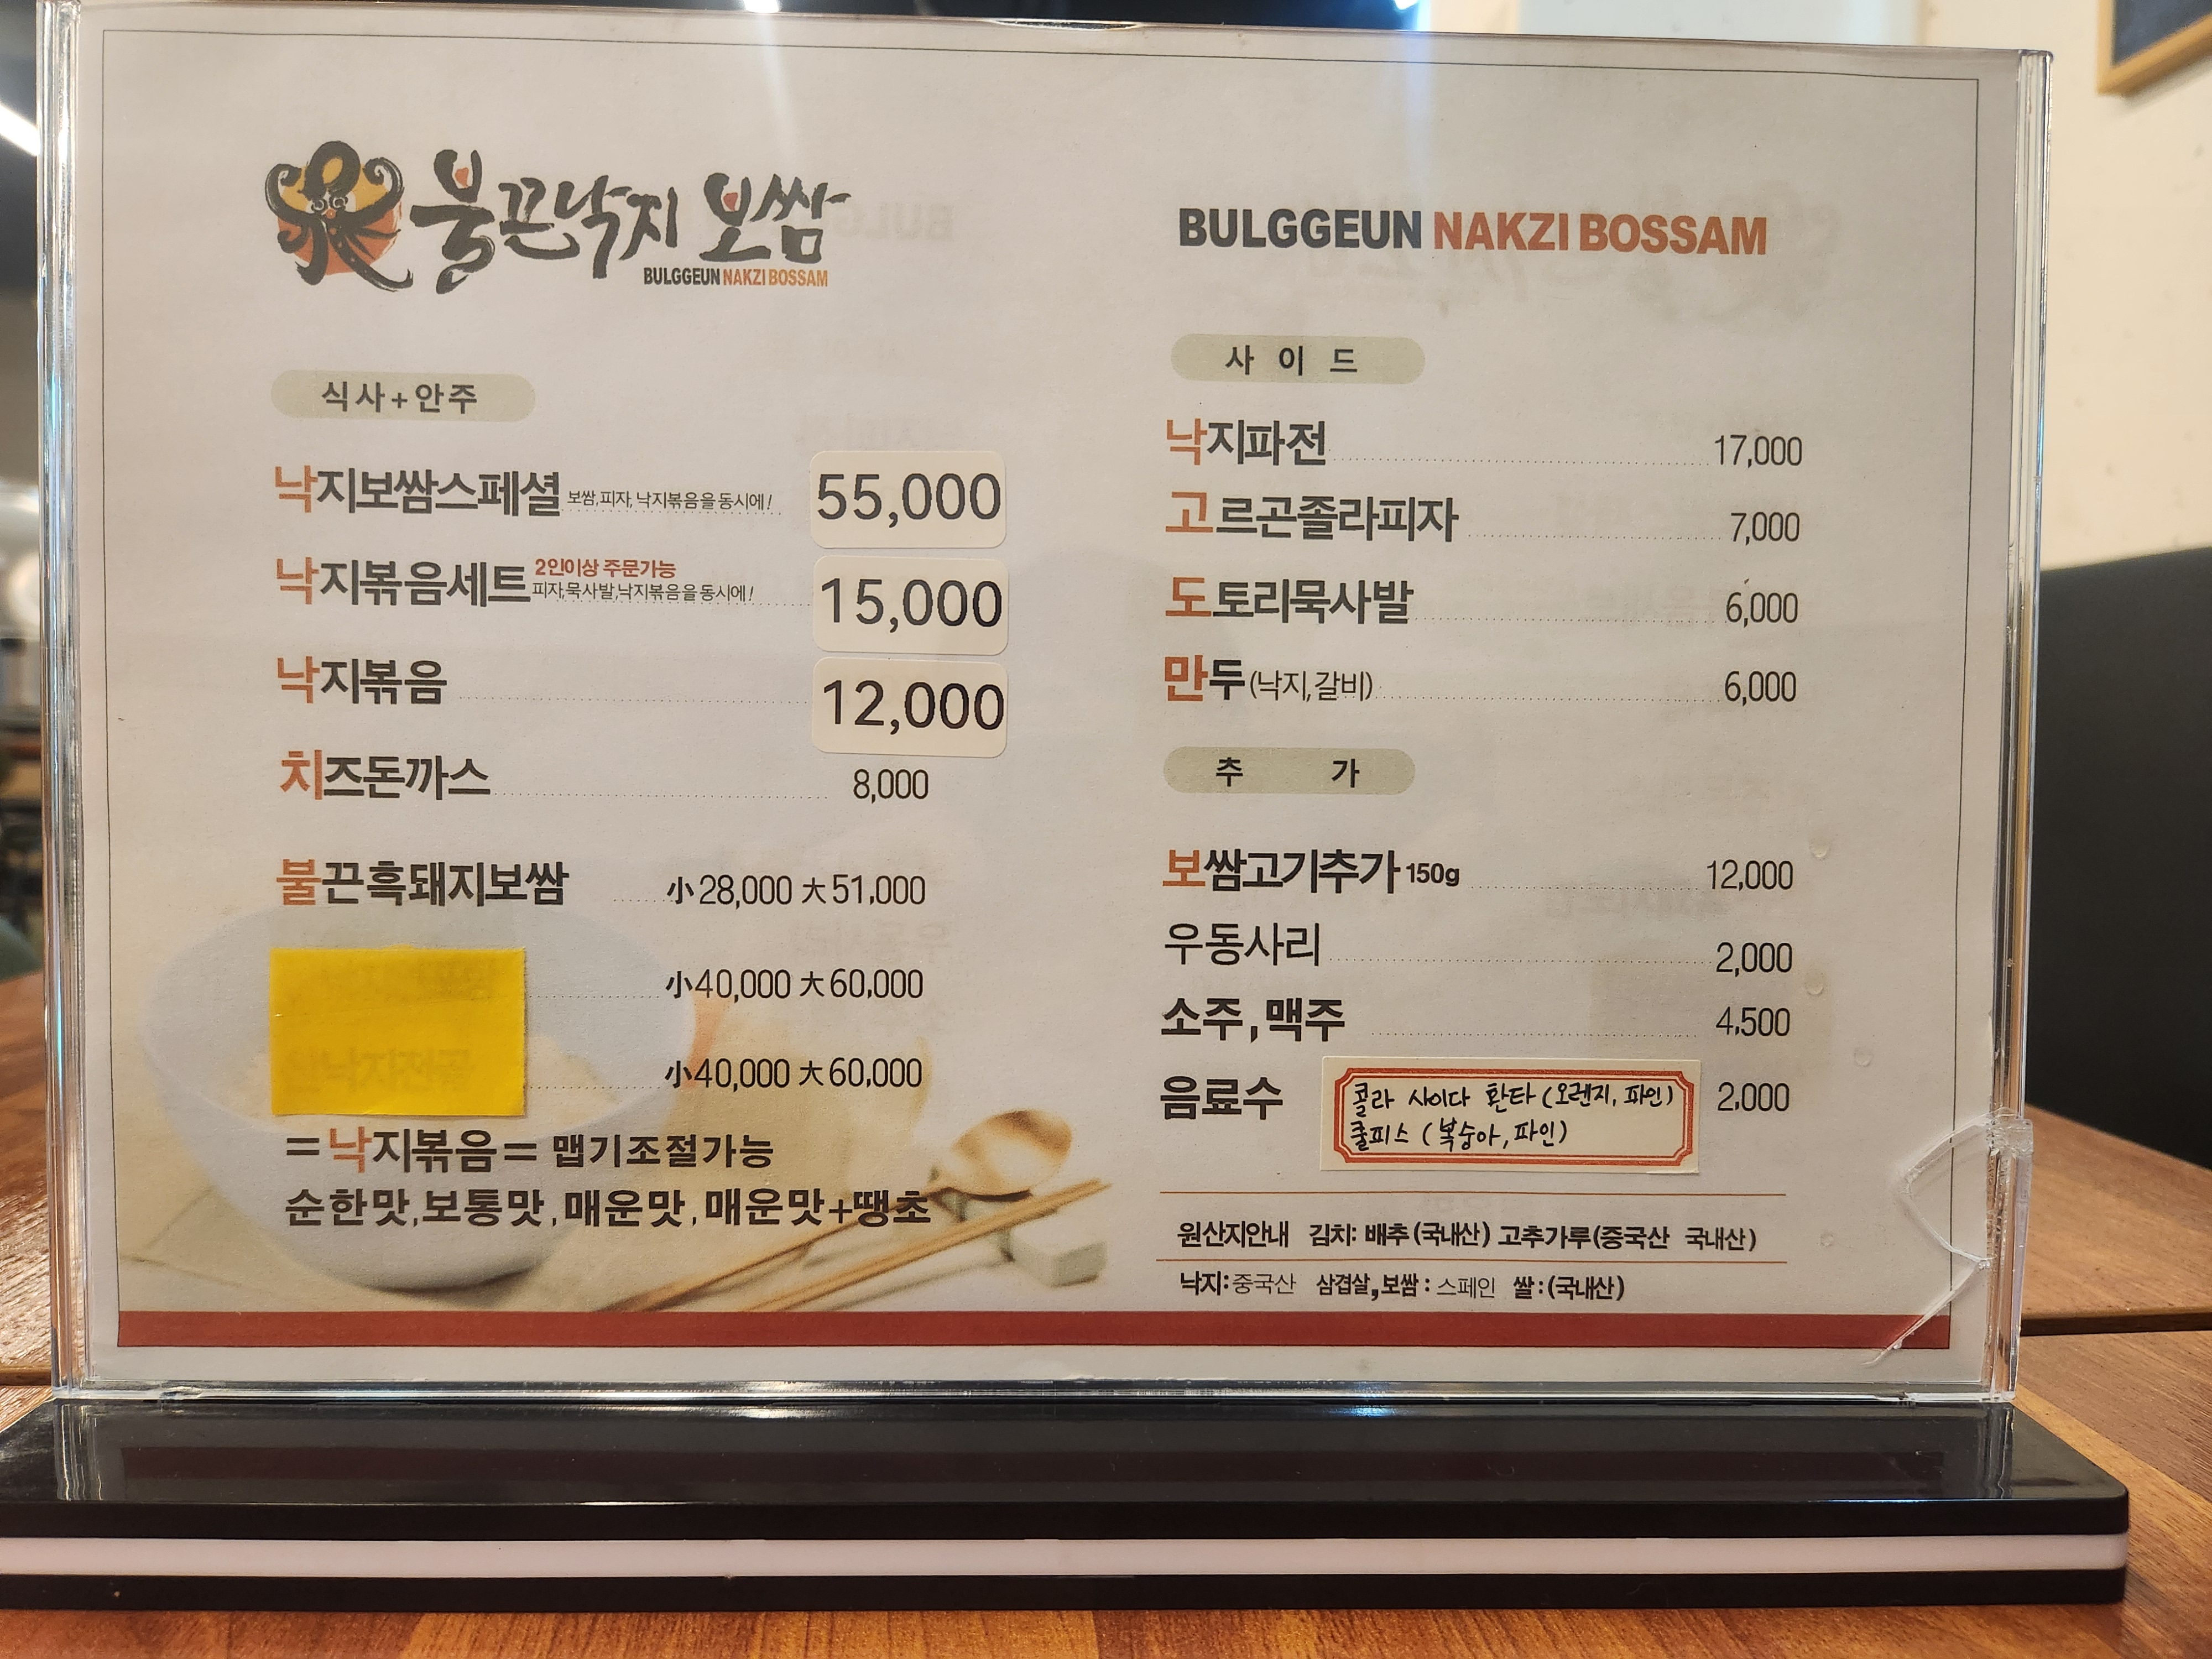 불끈낙지 보쌈
BULGGEUN NAKZI BOSSAM
식사+안주
낙지보쌈스페셜 보쌈,피자, 낙지볶음을 동시에! 55,000
낙지볶음세트 2인이상 주문가능
피자,묵사발,낙지볶음을 동시에! 15,000
낙지볶음 12,000
치즈돈까스 8,000
불끈흑돼지보쌈 小 28,000 大 51,000
小 40,000 大 60,000
小 40,000 大 60,000
=낙지볶음= 맵기조절가능
순한맛,보통맛,매운맛,매운맛+땡초
BULGGEUN NAKZI BOSSAM
사이드
낙지파전 17,000
고르곤졸라피자 7,000
도토리묵사발 6,000
만두(낙지,갈비) 6,000
추 가
보쌈고기추가 150g 12,000
우동사리 2,000
소주,맥주 4,500
음료수 2,000
콜라 사이다 환타 (오렌지, 파인)
쿨피스 (복숭아, 파인)
원산지안내 김치: 배추(국내산) 고추가루(중국산 국내산)
낙지:중국산 삼겹살,보쌈 : 스페인 쌀:(국내산)